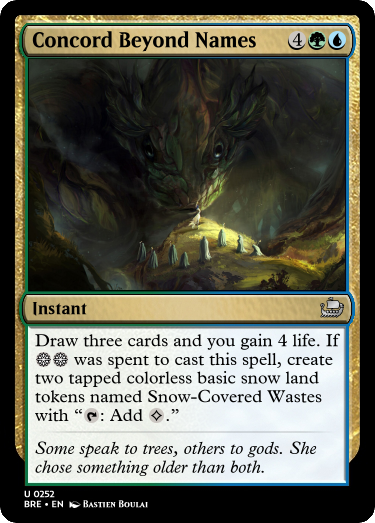 Concord Beyond Names 4
Instant
Draw three cards and you gain 4 life. If
was spent to cast this spell, create
two tapped colorless basic snow land
tokens named Snow-Covered Wastes
with “: Add .”
Some speak to trees, others to gods. She
chose something older than both.
U 0252
BRE • EN Bastien Boulai